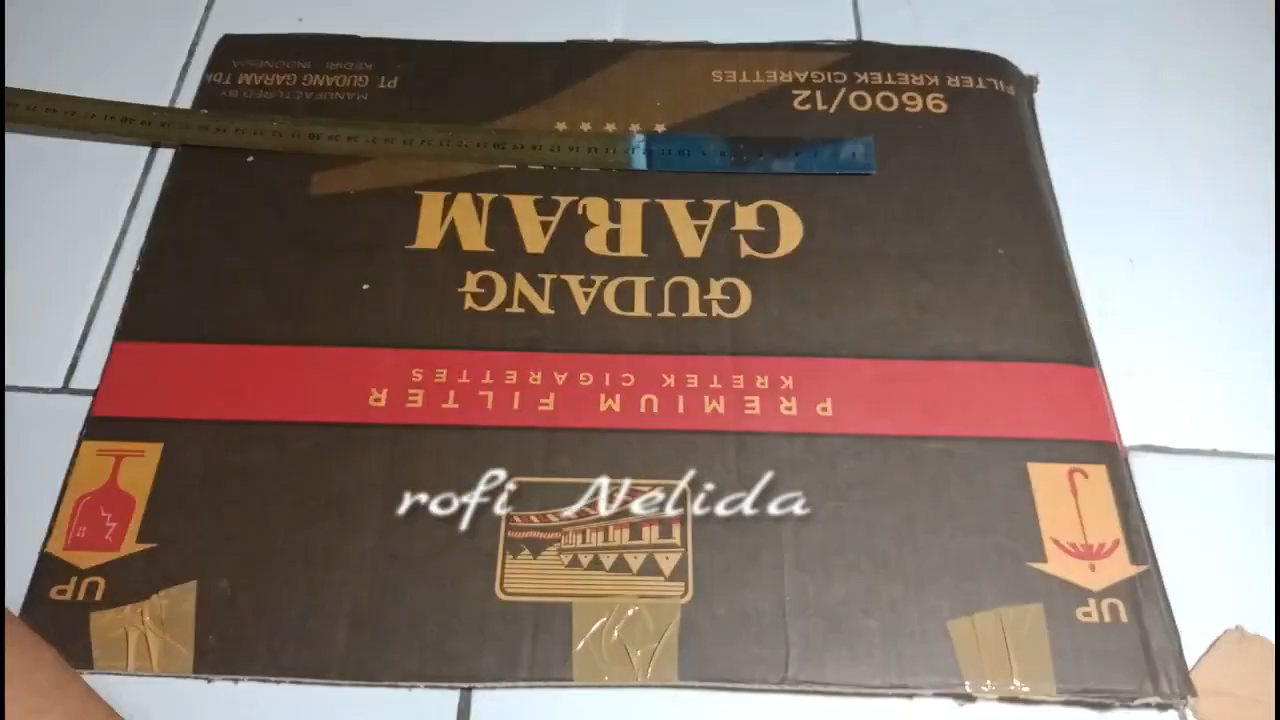 UP
UP
PREMIUM FILTER
KRETEK CIGARETTES
GUDANG
GARAM
★★★★★
9600/12
FILTER KRETEK CIGARETTES
MANUFACTURED BY
PT. GUDANG GARAM Tbk
KEDIRI INDONESIA
rofi Nelida